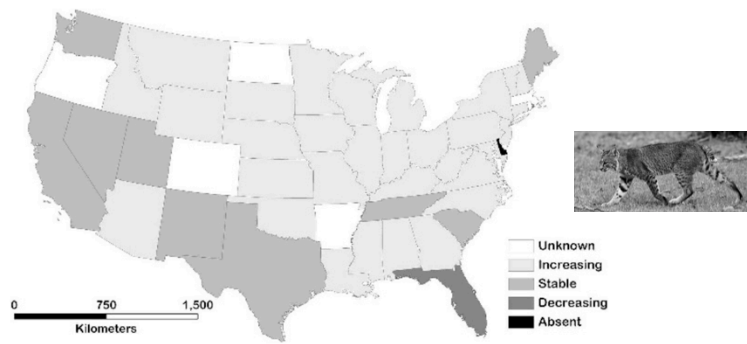 Unknown
Increasing
Stable
Decreasing
Absent
0 750 1,500
Kilometers